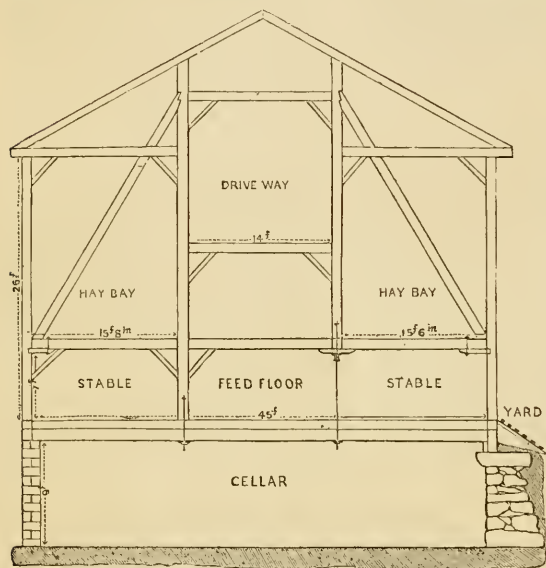 DRIVE WAY
14f
26f
HAY BAY
HAY BAY
15f 8in
15f 6in
STABLE
FEED FLOOR
STABLE
45f
YARD
CELLAR